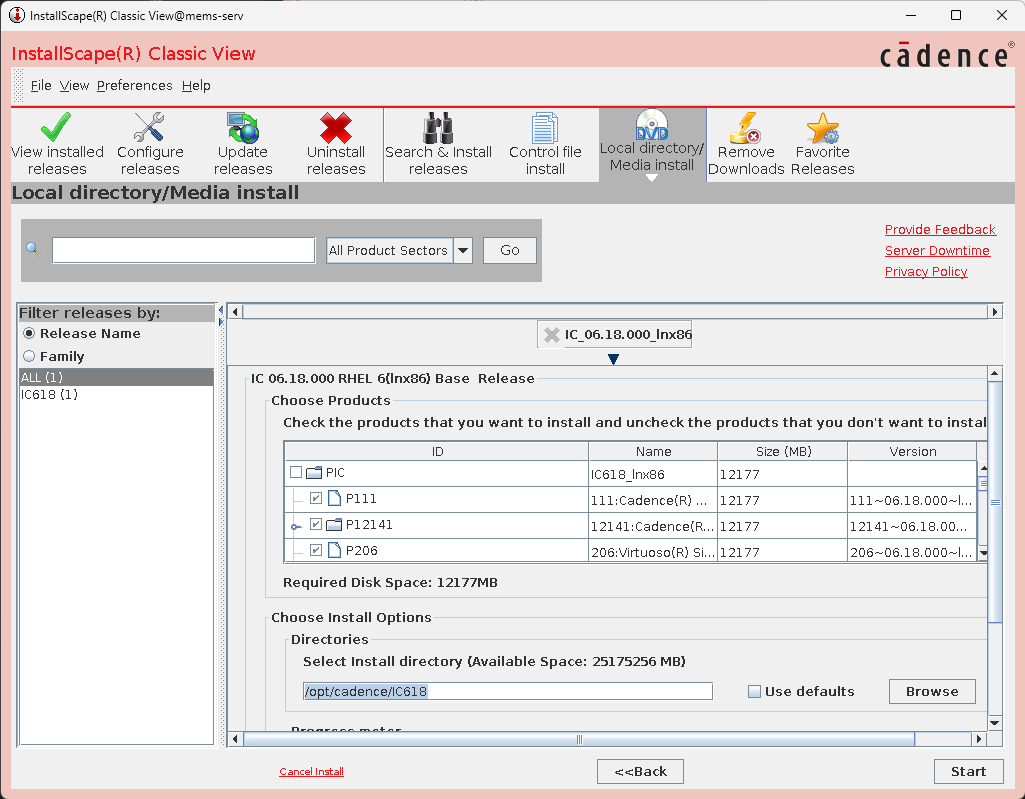 InstallScape(R) Classic View@mems-serv
InstallScape(R) Classic View
cādence®
File View Preferences Help
View installed releases
Configure releases
Update releases
Uninstall releases
Search & Install releases
Control file install
DVD
Local directory/ Media install
Remove Downloads
Favorite Releases
Local directory/Media install
All Product Sectors
Go
Provide Feedback
Server Downtime
Privacy Policy
Filter releases by:
Release Name
Family
ALL (1)
IC618 (1)
IC_06.18.000_lnx86
IC 06.18.000 RHEL 6(lnx86) Base Release
Choose Products
Check the products that you want to install and uncheck the products that you don't want to instal
ID Name Size (MB) Version
PIC IC618_lnx86 12177
P111 111:Cadence(R) ... 12177 111~06.18.000~l...
P12141 12141:Cadence(R... 12177 12141~06.18.00...
P206 206:Virtuoso(R) Si... 12177 206~06.18.000~l...
Required Disk Space: 12177MB
Choose Install Options
Directories
Select Install directory (Available Space: 25175256 MB)
/opt/cadence/IC618
Use defaults
Browse
Progress meter
Cancel Install
<<Back
Start